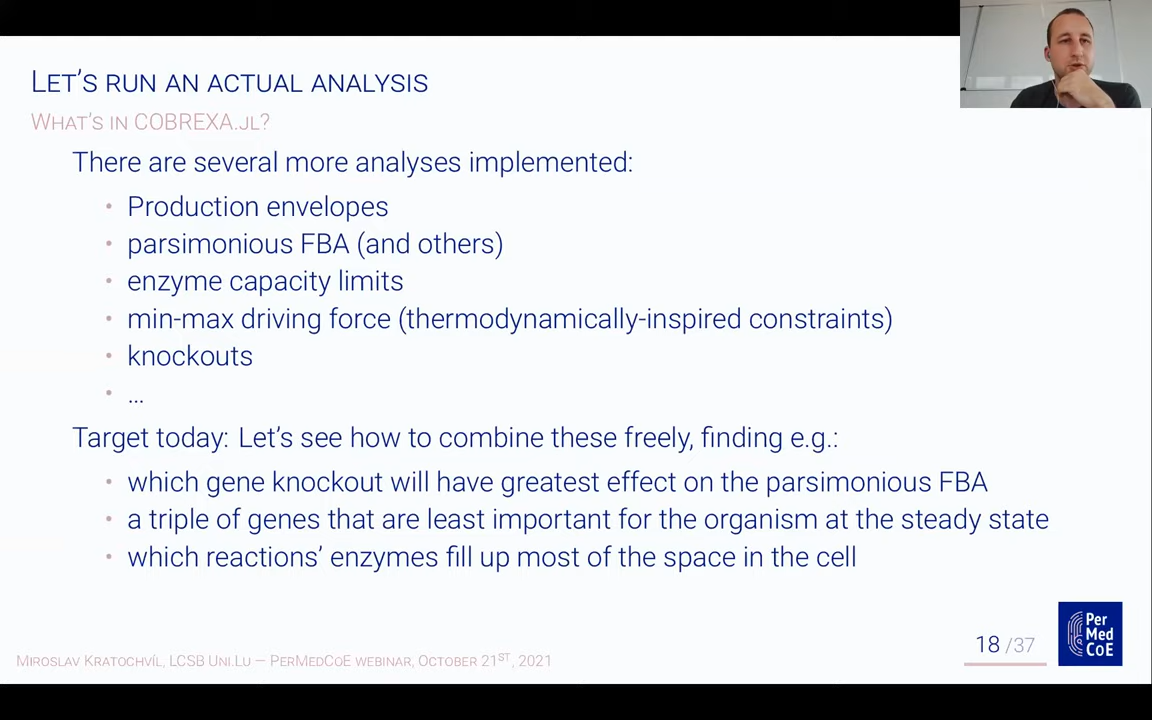 LET'S RUN AN ACTUAL ANALYSIS
WHAT'S IN COBREXA.JL?
There are several more analyses implemented:
• Production envelopes
• parsimonious FBA (and others)
• enzyme capacity limits
• min-max driving force (thermodynamically-inspired constraints)
• knockouts
• ...
Target today: Let's see how to combine these freely, finding e.g.:
• which gene knockout will have greatest effect on the parsimonious FBA
• a triple of genes that are least important for the organism at the steady state
• which reactions' enzymes fill up most of the space in the cell
Per
Med
CoE
18 /37
MIROSLAV KRATOCHVÍL, LCSB UNI.LU — PERMEDCOE WEBINAR, OCTOBER 21ST, 2021